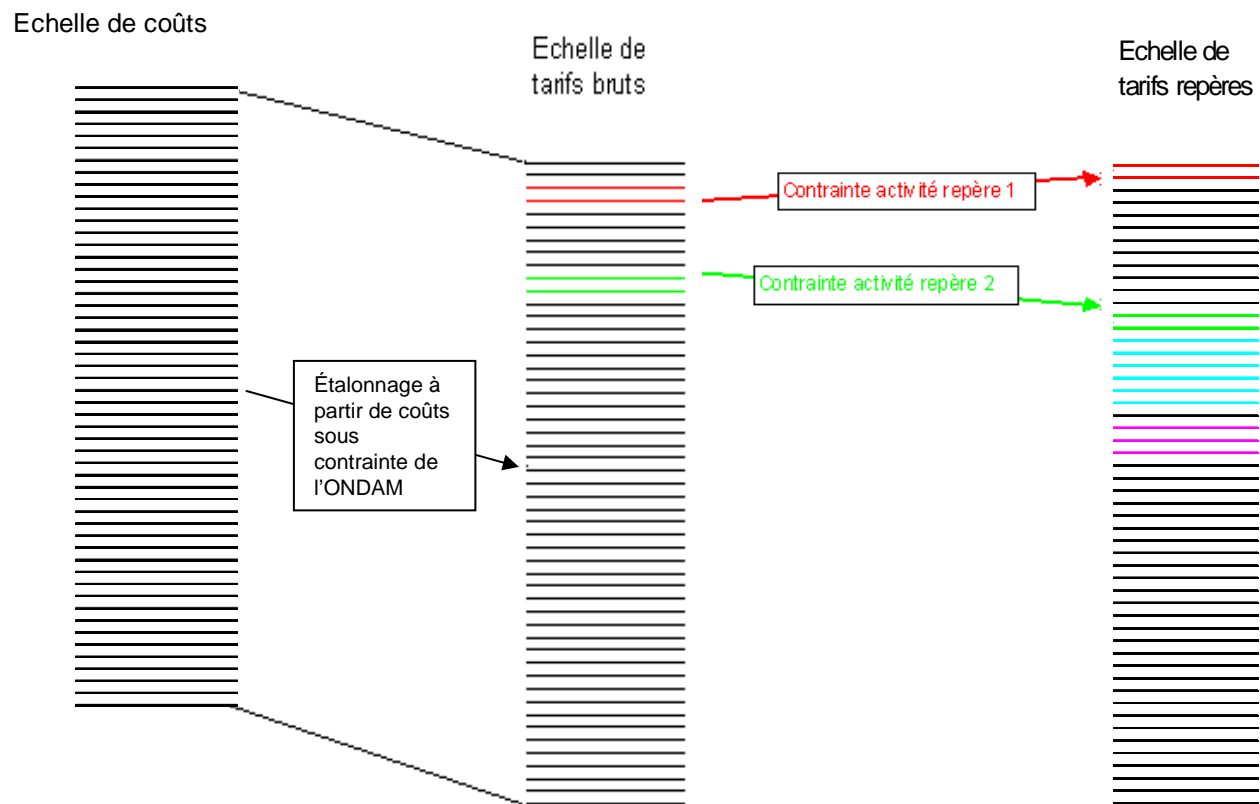 Echelle de coûts
Echelle de
tarifs bruts
Echelle de
tarifs repères
Contrainte activité repère 1
Contrainte activité repère 2
Étalonnage à
partir de coûts
sous
contrainte de
l’ONDAM